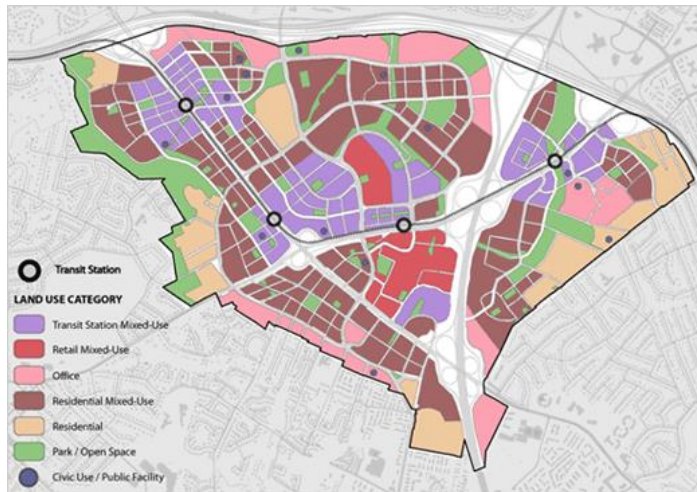 Transit Station
LAND USE CATEGORY
Transit Station Mixed-Use
Retail Mixed-Use
Office
Residential Mixed-Use
Residential
Park / Open Space
Civic Use / Public Facility